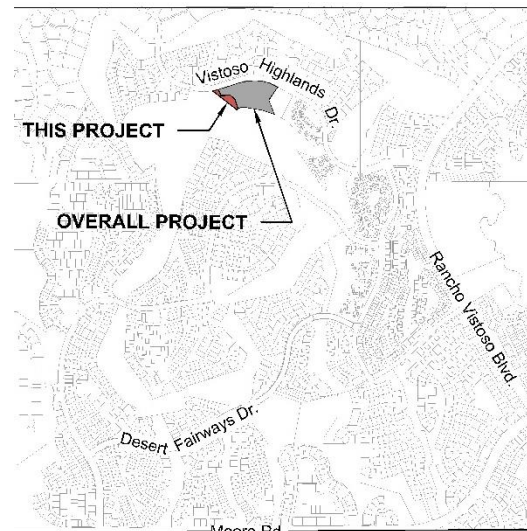 Vistoso Highlands Dr.
THIS PROJECT
OVERALL PROJECT
Rancho Vistoso Blvd.
Desert Fairways Dr.
Moore Rd.